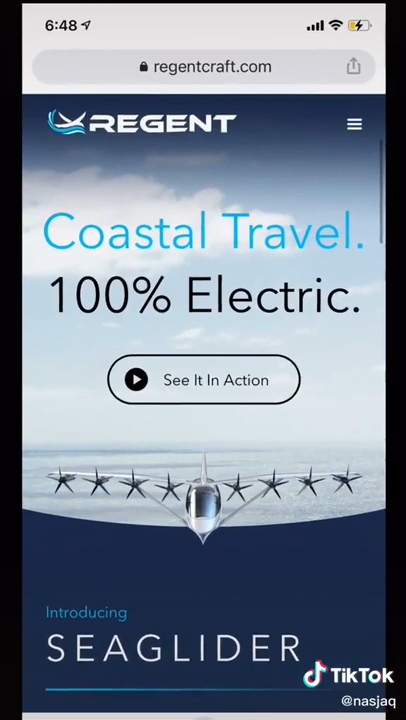 6:48
regentcraft.com
REGENT
Coastal Travel.
100% Electric.
See It In Action
Introducing
SEAGLIDER
TikTok
@nasjaq